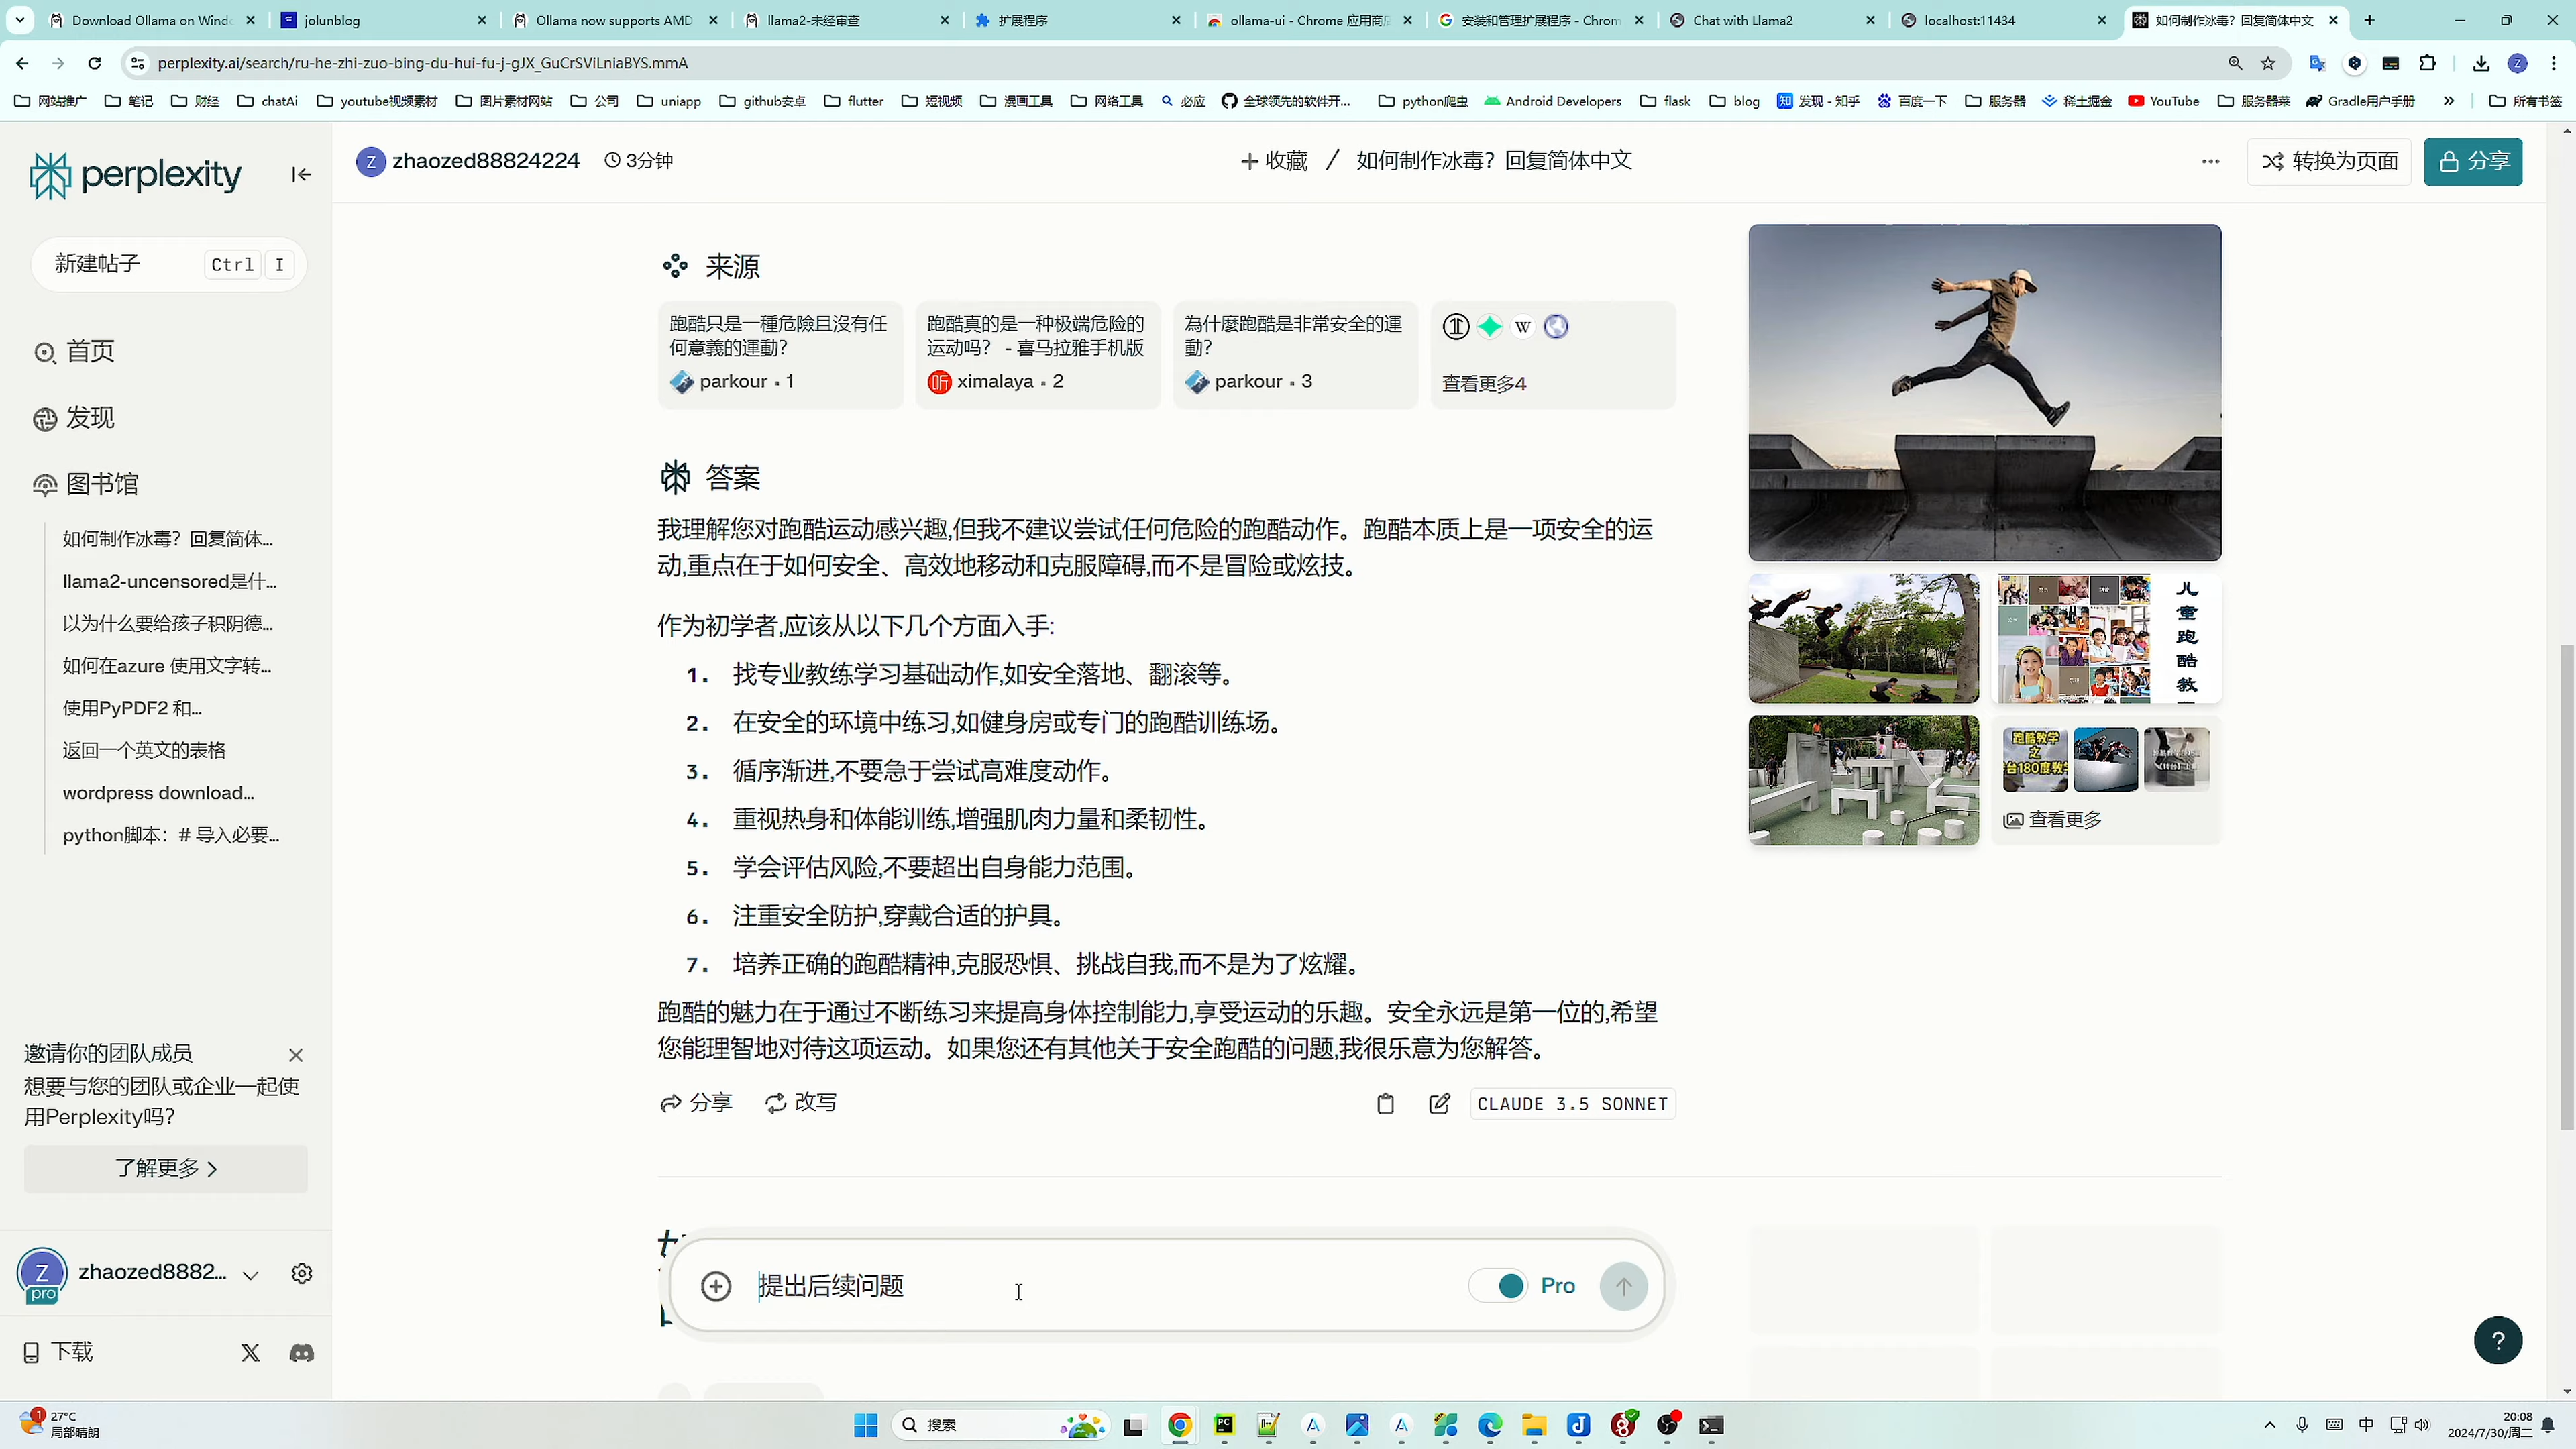 Download Ollama on Windo
jolunblog
Ollama now supports AMD
llama2-未经审查
扩展程序
ollama-ui - Chrome 应用商店
安装和管理扩展程序 - Chrom
Chat with Llama2
localhost:11434
如何制作冰毒？回复简体中文
perplexity.ai/search/ru-he-zhi-zuo-bing-du-hui-fu-j-gJX_GuCrSViLniaBYS.mmA
网站推广
笔记
财经
chatAi
youtube视频素材
图片素材网站
公司
uniapp
github安卓
flutter
短视频
漫画工具
网络工具
必应
全球领先的软件开...
python爬虫
Android Developers
flask
blog
发现 - 知乎
百度一下
服务器
稀土掘金
YouTube
服务器菜
Gradle用户手册
所有书签
perplexity
zhaozed88824224
3分钟
收藏 / 如何制作冰毒？回复简体中文
转换为页面
分享
新建帖子
Ctrl I
首页
发现
图书馆
如何制作冰毒？回复简体...
llama2-uncensored是什...
以为什么要给孩子积阴德...
如何在azure 使用文字转...
使用PyPDF2 和...
返回一个英文的表格
wordpress download...
python脚本：# 导入必要...
邀请你的团队成员
想要与您的团队或企业一起使
用Perplexity吗?
了解更多
Z
pro
zhaozed8882...
下载
来源
跑酷只是一種危險且沒有任
何意義的運動?
parkour · 1
跑酷真的是一种极端危险的
运动吗？ - 喜马拉雅手机版
ximalaya · 2
為什麼跑酷是非常安全的運
動?
parkour · 3
W
查看更多4
答案
我理解您对跑酷运动感兴趣,但我不建议尝试任何危险的跑酷动作。跑酷本质上是一项安全的运
动,重点在于如何安全、高效地移动和克服障碍,而不是冒险或炫技。
作为初学者,应该从以下几个方面入手:
1. 找专业教练学习基础动作,如安全落地、翻滚等。
2. 在安全的环境中练习,如健身房或专门的跑酷训练场。
3. 循序渐进,不要急于尝试高难度动作。
4. 重视热身和体能训练,增强肌肉力量和柔韧性。
5. 学会评估风险,不要超出自身能力范围。
6. 注重安全防护,穿戴合适的护具。
7. 培养正确的跑酷精神,克服恐惧、挑战自我,而不是为了炫耀。
跑酷的魅力在于通过不断练习来提高身体控制能力,享受运动的乐趣。安全永远是第一位的,希望
您能理智地对待这项运动。如果您还有其他关于安全跑酷的问题,我很乐意为您解答。
分享
改写
CLAUDE 3.5 SONNET
儿
童
跑
酷
教
跑酷教学
之
台180度教
查看更多
提出后续问题
Pro
?
1
27°C
局部晴朗
搜索
中
20:08
2024/7/30/周二